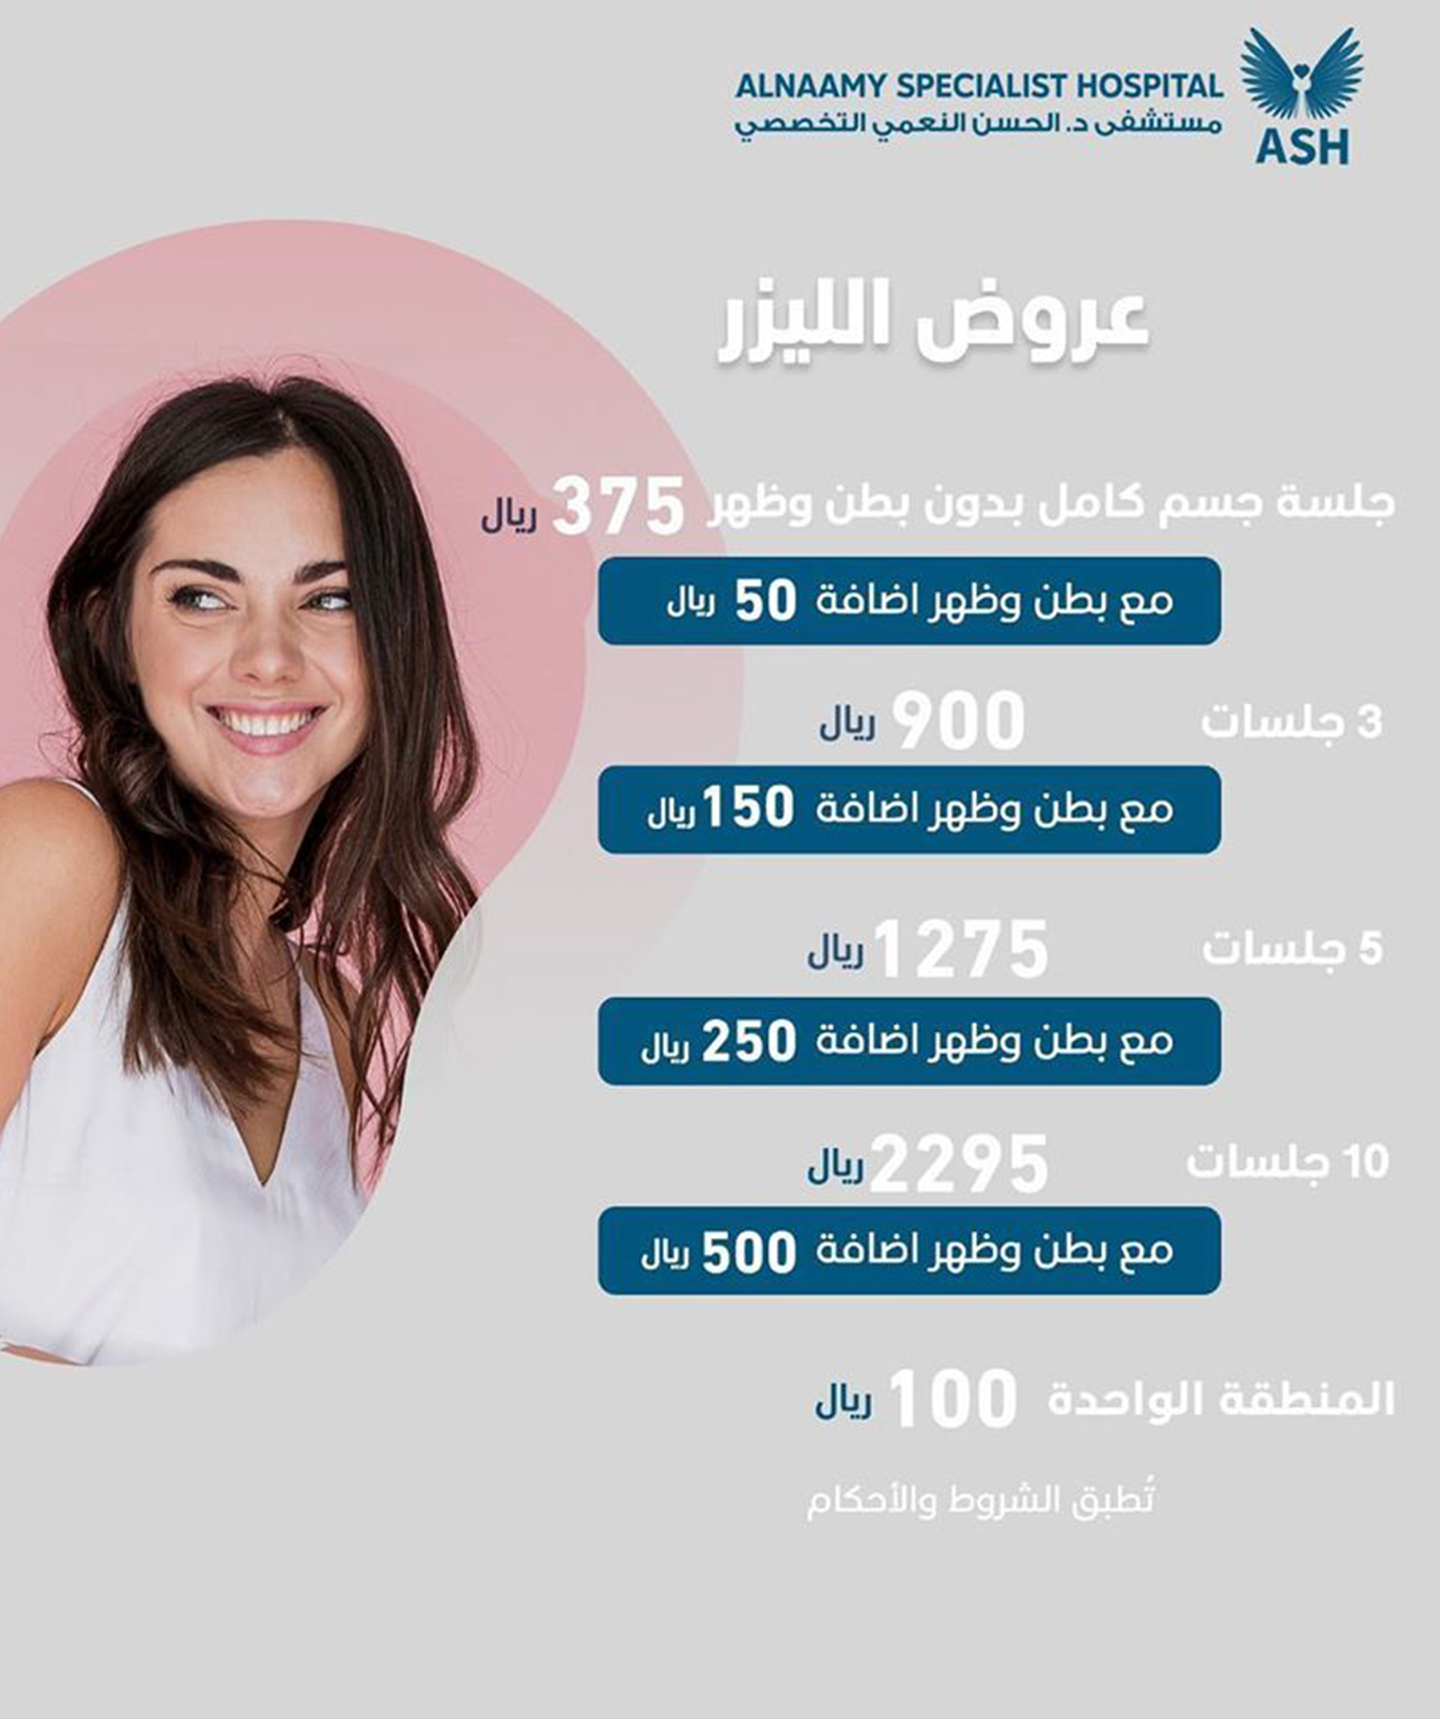 ALNAAMY SPECIALIST HOSPITAL
مستشفى د. الحسن النعمي التخصصي
ASH
عروض الليزر
جلسة جسم كامل بدون بطن وظهر 375 ريال
مع بطن وظهر اضافة 50 ريال
3 جلسات 900 ريال
مع بطن وظهر اضافة 150 ريال
5 جلسات 1275 ريال
مع بطن وظهر اضافة 250 ريال
10 جلسات 2295 ريال
مع بطن وظهر اضافة 500 ريال
المنطقة الواحدة 100 ريال
تُطبق الشروط والأحكام